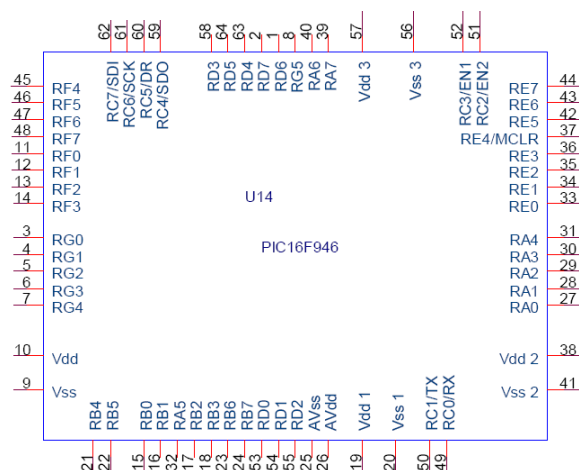 62 61 60 59 58 64 63 2 1 8 40 39 57 56 52 51
RC7/SDI RC6/SCK RC5/DR RC4/SDO RD3 RD5 RD4 RD7 RD6 RG5 RA6 RA7 Vdd 3 Vss 3 RC3/EN1 RC2/EN2
45 RF4 RE7 44
46 RF5 RE6 43
47 RF6 RE5 42
48 RF7 RE4/MCLR 37
11 RF0 RE3 36
12 RF1 RE2 35
13 RF2 RE1 34
14 RF3 RE0 33
U14
PIC16F946
3 RG0 RA4 31
4 RG1 RA3 30
5 RG2 RA2 29
6 RG3 RA1 28
7 RG4 RA0 27
10 Vdd Vdd 2 38
9 Vss Vss 2 41
RB4 RB5 RB0 RB1 RA5 RB2 RB3 RB6 RB7 RD0 RD1 RD2 AVss AVdd Vdd 1 Vss 1 RC1/TX RC0/RX
21 22 15 16 32 17 18 23 24 53 54 55 25 26 19 20 50 49